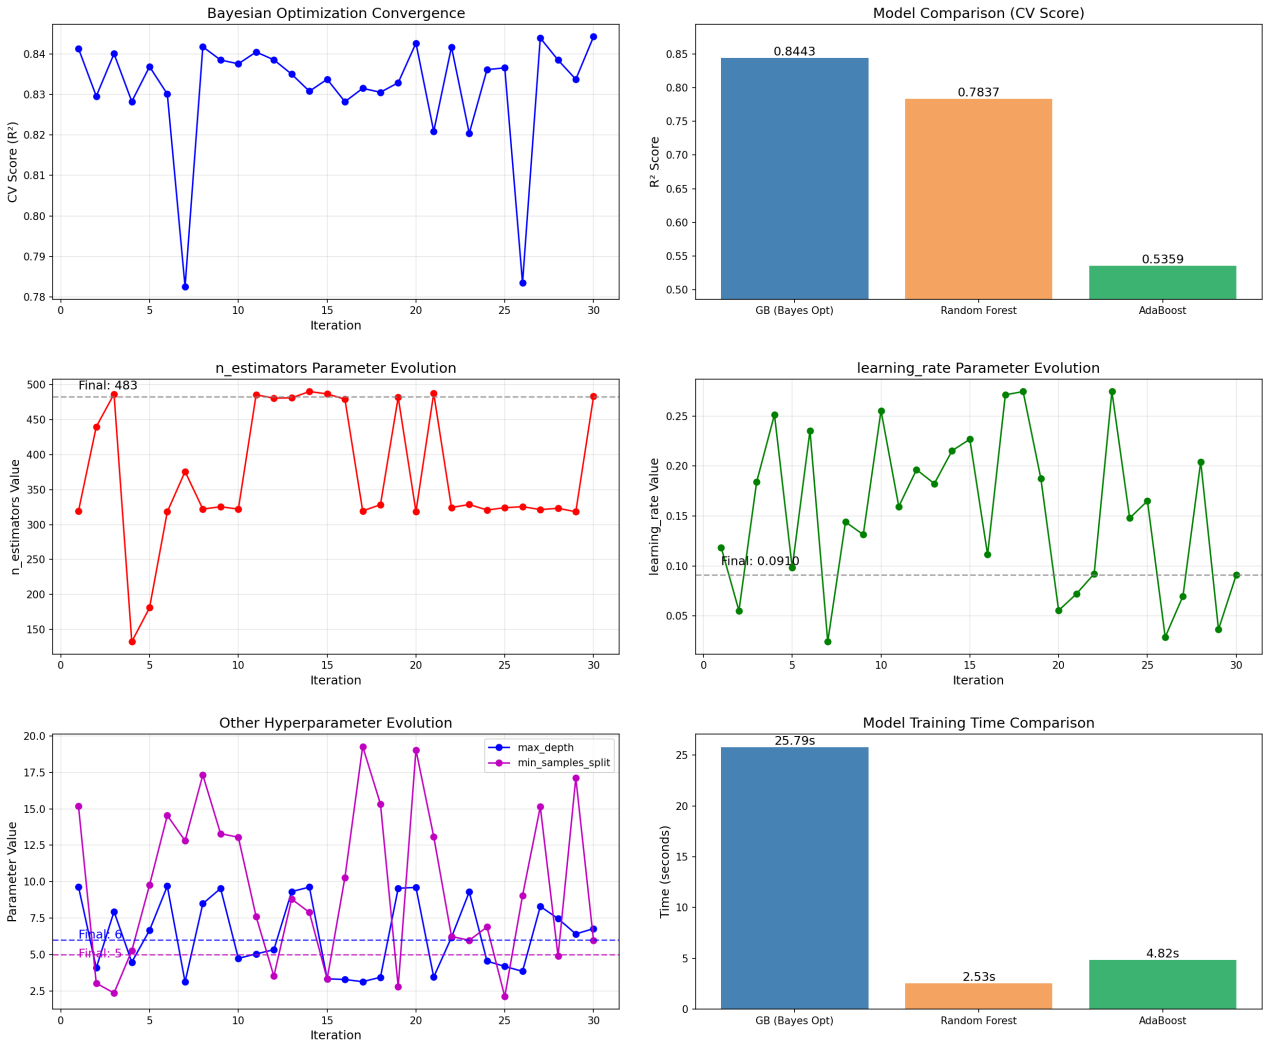 Bayesian Optimization Convergence
CV Score (R²)
0.84
0.83
0.82
0.81
0.80
0.79
0.78
0 5 10 15 20 25 30
Iteration
Model Comparison (CV Score)
R² Score
0.85
0.80
0.75
0.70
0.65
0.60
0.55
0.50
0.8443
0.7837
0.5359
GB (Bayes Opt) Random Forest AdaBoost
n_estimators Parameter Evolution
n_estimators Value
500
450
400
350
300
250
200
150
Final: 483
0 5 10 15 20 25 30
Iteration
learning_rate Parameter Evolution
learning_rate Value
0.25
0.20
0.15
0.10
0.05
Final: 0.0910
0 5 10 15 20 25 30
Iteration
Other Hyperparameter Evolution
Parameter Value
20.0
17.5
15.0
12.5
10.0
7.5
5.0
2.5
max_depth
min_samples_split
Final: 6
Final: 5
0 5 10 15 20 25 30
Iteration
Model Training Time Comparison
Time (seconds)
25
20
15
10
5
0
25.79s
2.53s
4.82s
GB (Bayes Opt) Random Forest AdaBoost